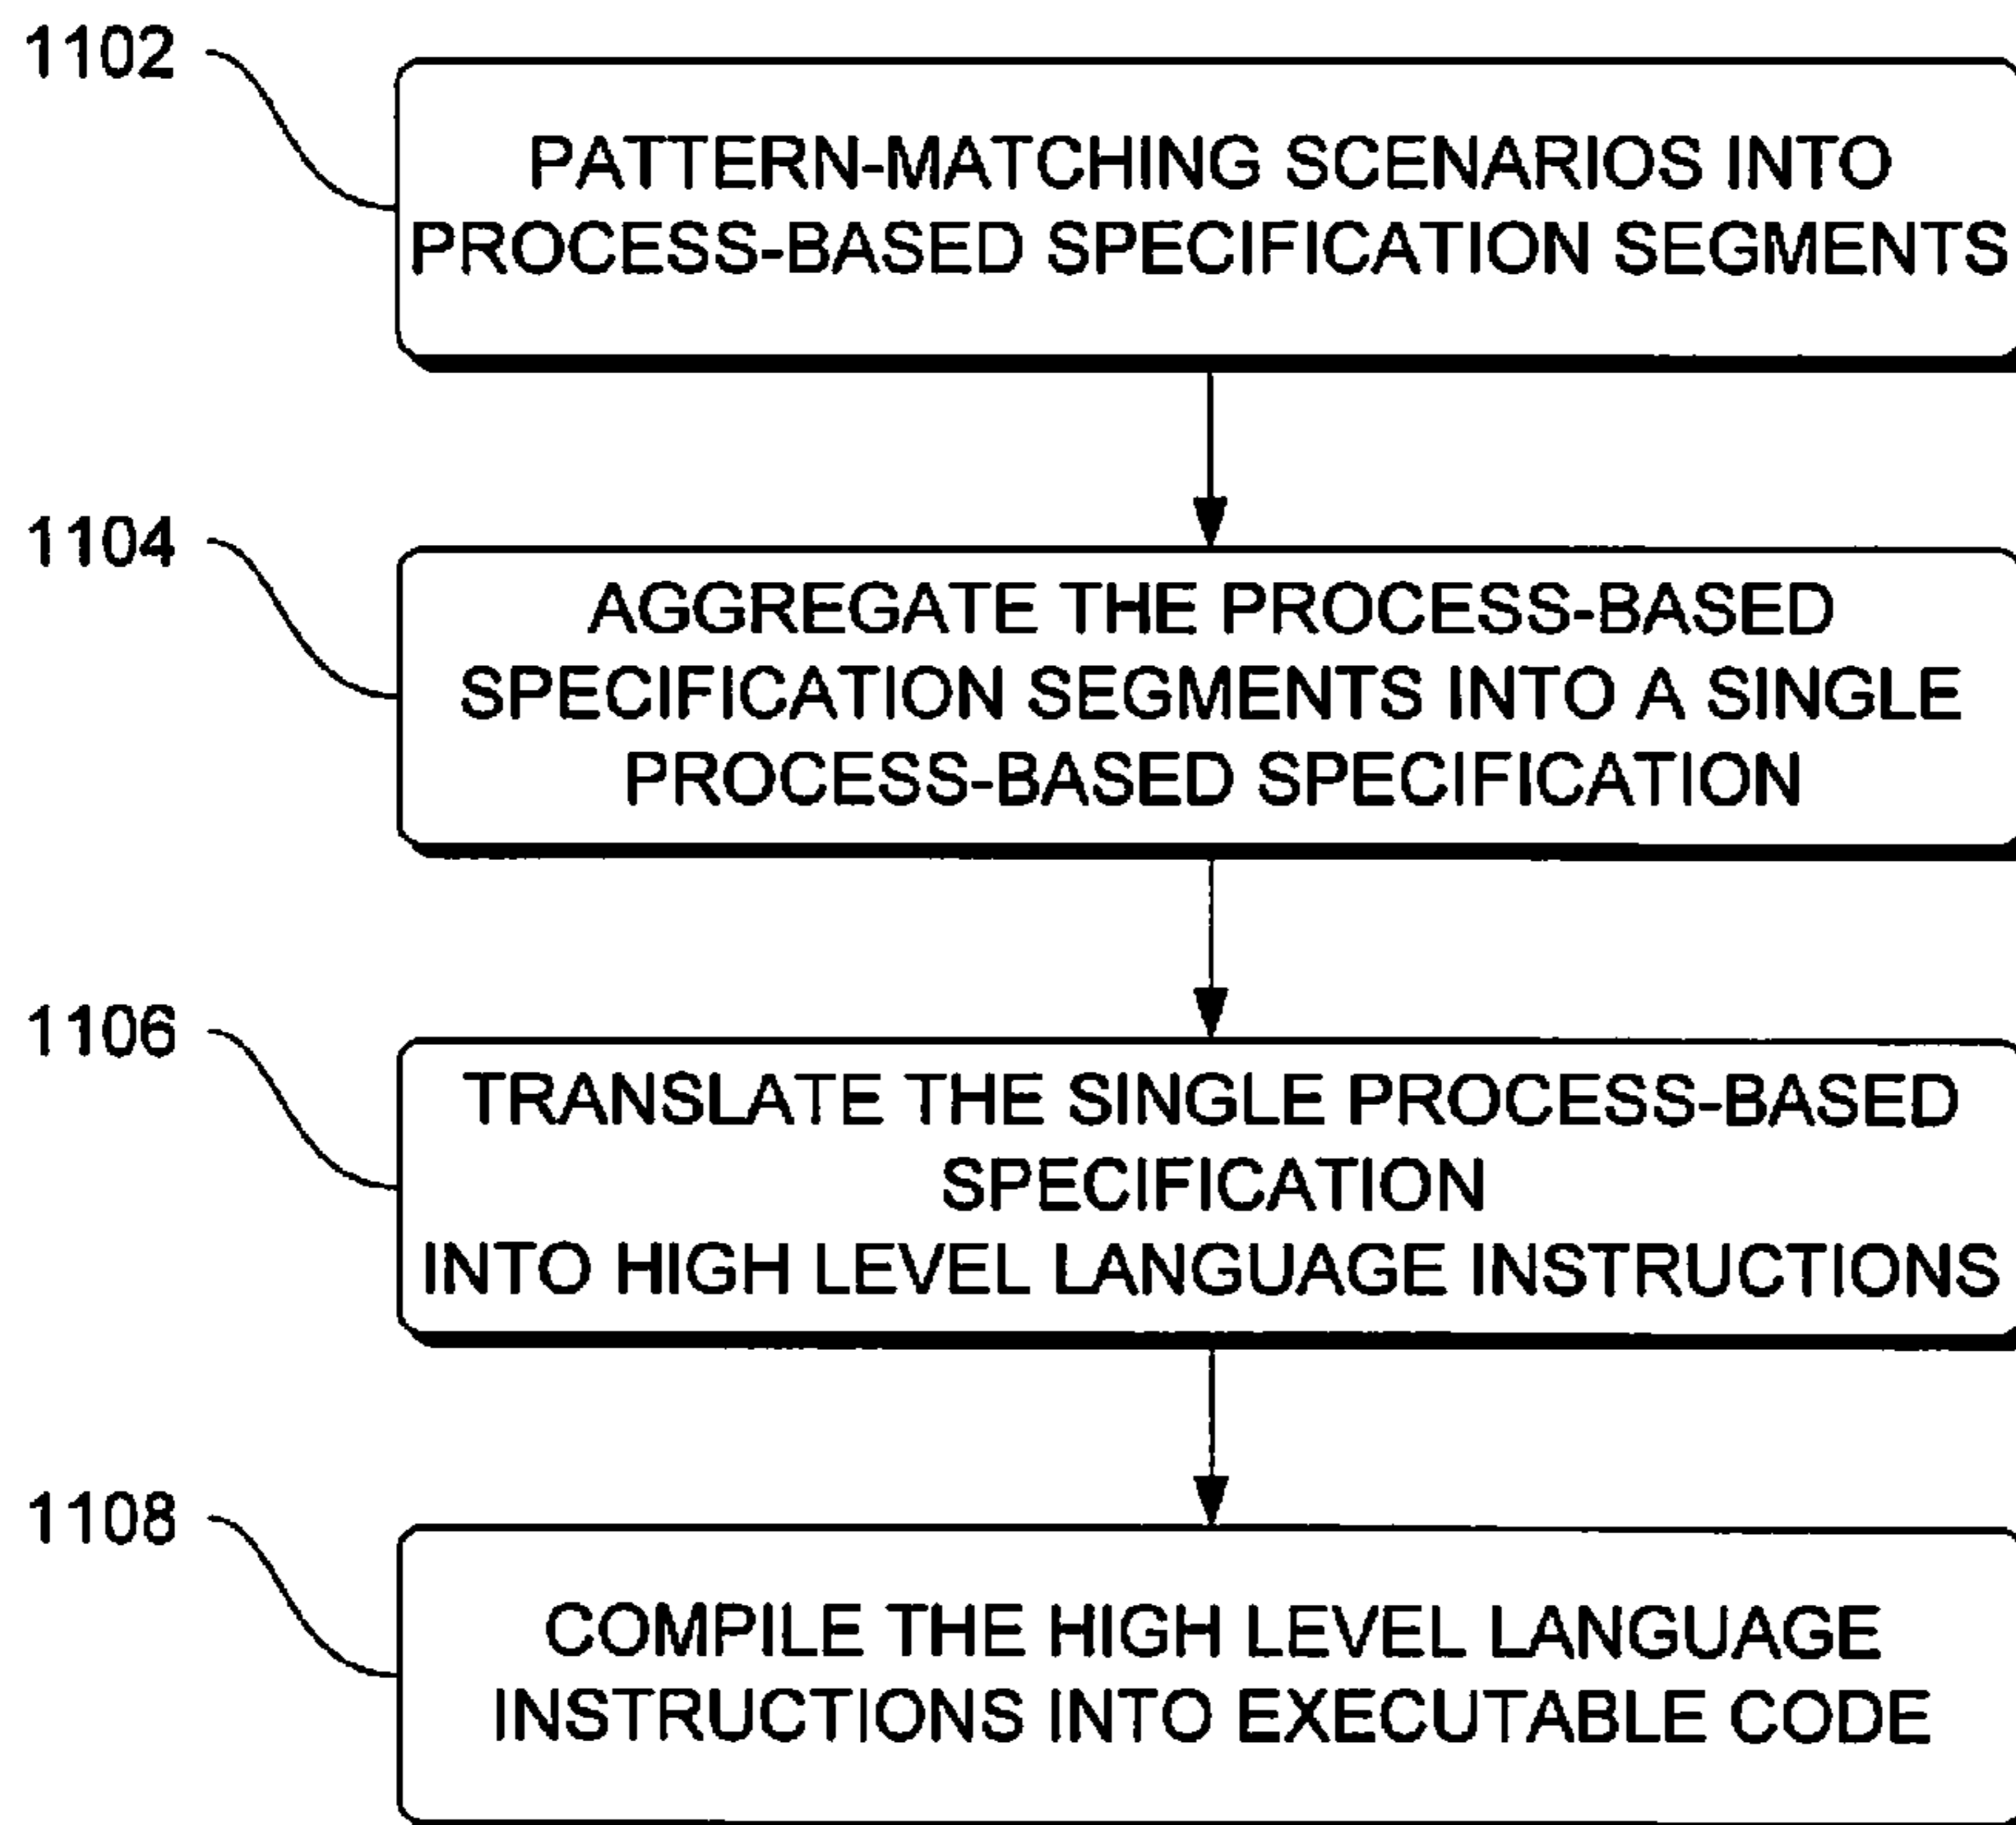 1102
PATTERN-MATCHING SCENARIOS INTO
PROCESS-BASED SPECIFICATION SEGMENTS
1104
AGGREGATE THE PROCESS-BASED
SPECIFICATION SEGMENTS INTO A SINGLE
PROCESS-BASED SPECIFICATION
1106
TRANSLATE THE SINGLE PROCESS-BASED
SPECIFICATION
INTO HIGH LEVEL LANGUAGE INSTRUCTIONS
1108
COMPILE THE HIGH LEVEL LANGUAGE
INSTRUCTIONS INTO EXECUTABLE CODE